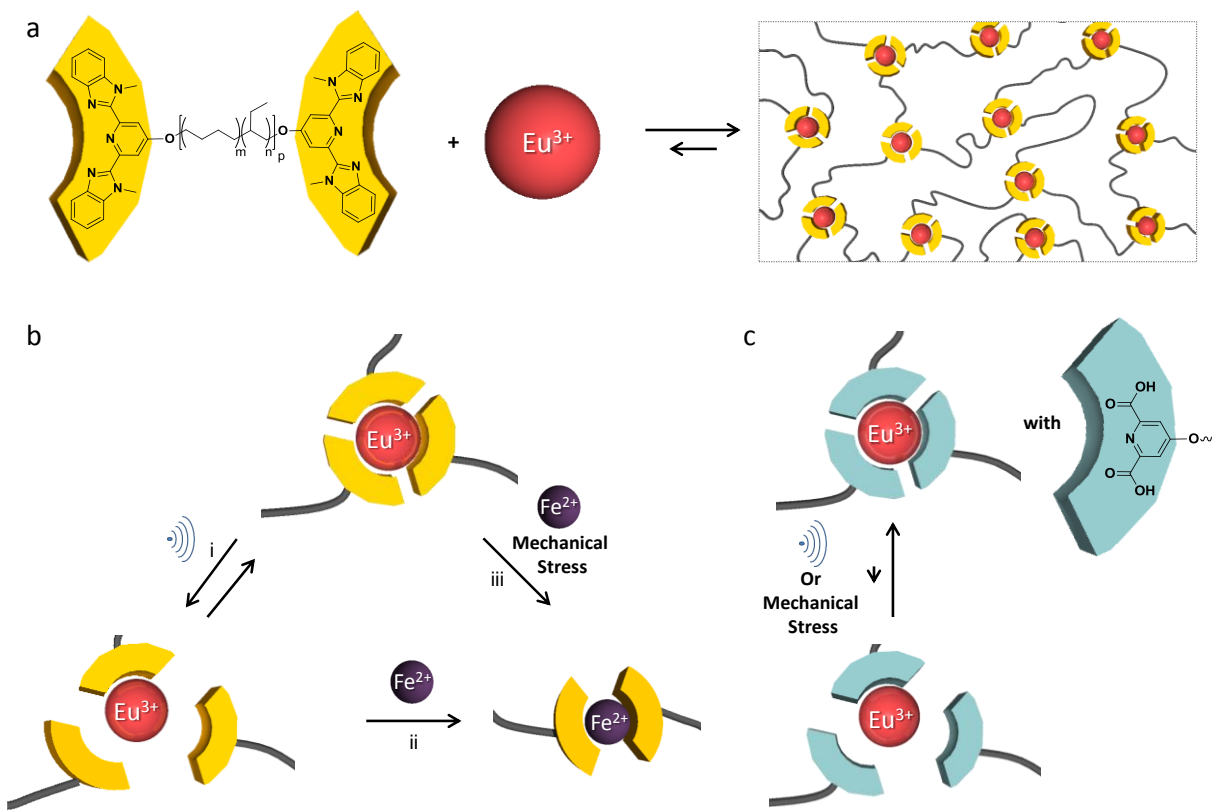 a
N
N
N
N
N
O
m
n
p
O
N
N
N
N
N
+
Eu3+
b
Eu3+
Fe2+
Mechanical
Stress
i
iii
Eu3+
Fe2+
ii
Fe2+
c
Eu3+
with
O
OH
N
O
O
OH
Or
Mechanical
Stress
Eu3+